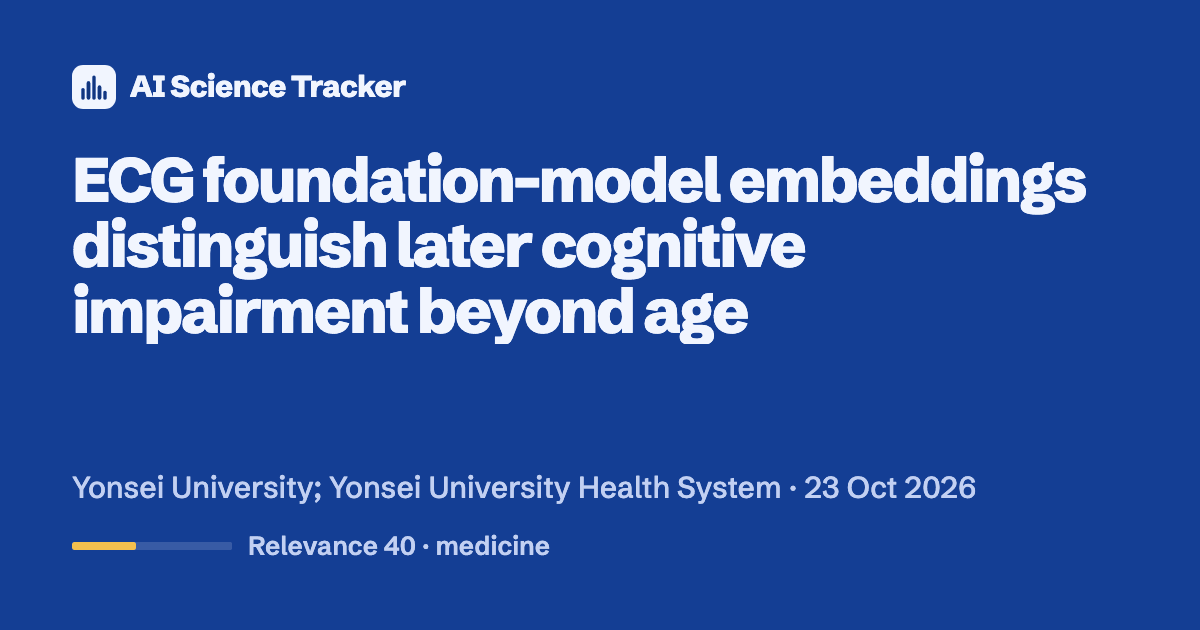 AI Science Tracker
ECG foundation-model embeddings
distinguish later cognitive
impairment beyond age
Yonsei University; Yonsei University Health System · 23 Oct 2026
Relevance 40 · medicine